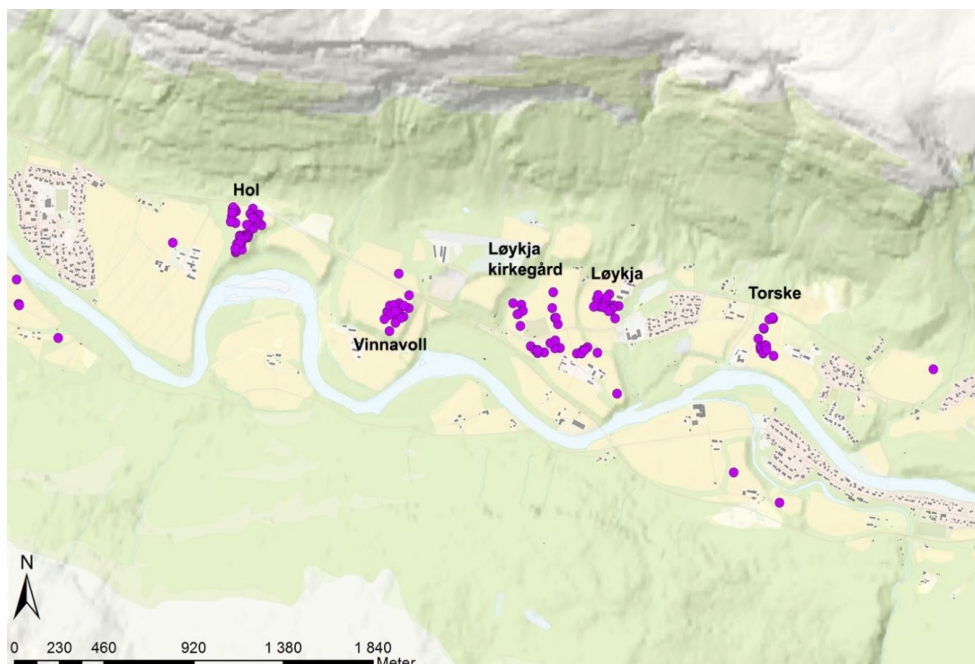 Hol
Løykja
kirkegård
Løykja
Torske
Vinnavoll
N
0 230 460 920 1 380 1 840
Meter